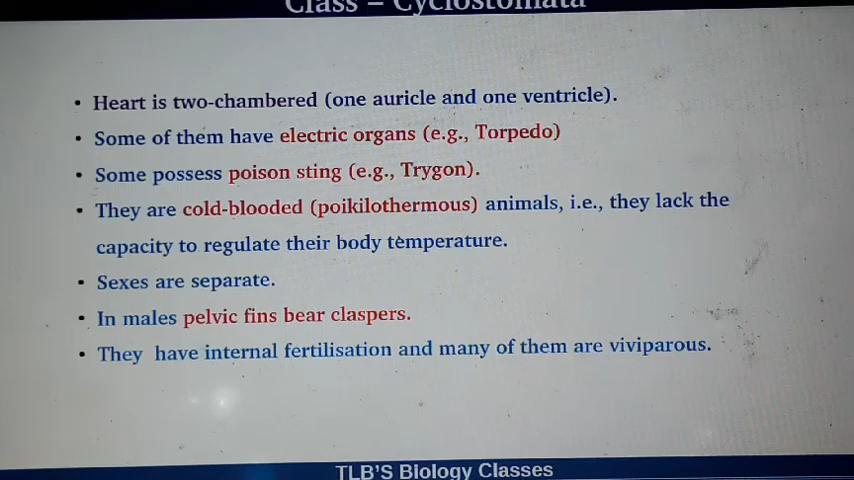 Class – Cyclostomata
• Heart is two-chambered (one auricle and one ventricle).
• Some of them have electric organs (e.g., Torpedo)
• Some possess poison sting (e.g., Trygon).
• They are cold-blooded (poikilothermous) animals, i.e., they lack the
capacity to regulate their body temperature.
• Sexes are separate.
• In males pelvic fins bear claspers.
• They have internal fertilisation and many of them are viviparous.
TLB'S Biology Classes